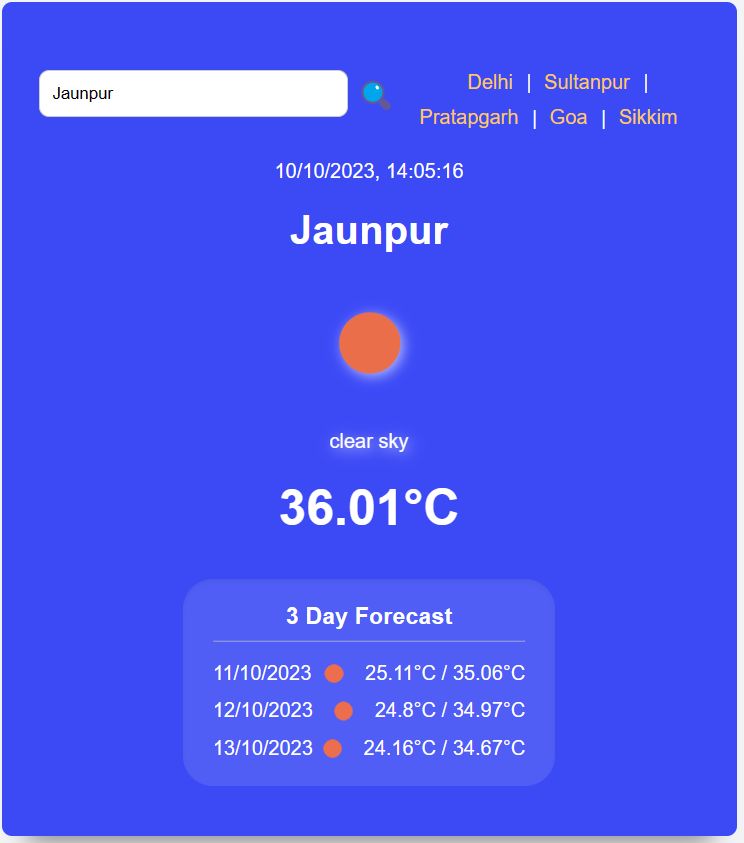 Jaunpur
Delhi | Sultanpur |
Pratapgarh | Goa | Sikkim
10/10/2023, 14:05:16
Jaunpur
clear sky
36.01°C
3 Day Forecast
11/10/2023 25.11°C / 35.06°C
12/10/2023 24.8°C / 34.97°C
13/10/2023 24.16°C / 34.67°C